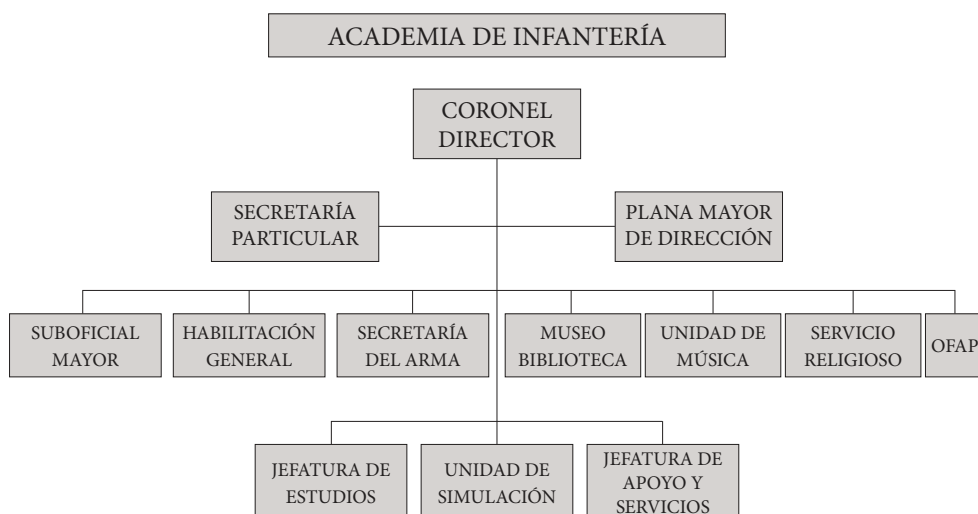 ACADEMIA DE INFANTERÍA
CORONEL
DIRECTOR
SECRETARÍA
PARTICULAR
PLANA MAYOR
DE DIRECCIÓN
SUBOFICIAL
MAYOR
HABILITACIÓN
GENERAL
SECRETARÍA
DEL ARMA
MUSEO
BIBLIOTECA
UNIDAD DE
MÚSICA
SERVICIO
RELIGIOSO
OFAP
JEFATURA DE
ESTUDIOS
UNIDAD DE
SIMULACIÓN
JEFATURA DE
APOYO Y
SERVICIOS